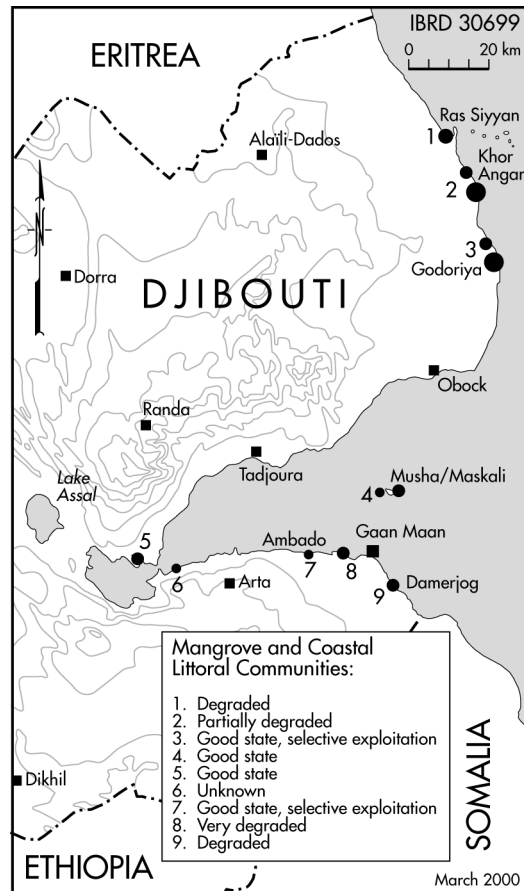 IBRD 30699
0 20 km
ERITREA
Ras Siyyan
1
Alaïli-Dados
Khor
Angar
2
N
3
Godoriya
Dorra
DJIBOUTI
Obock
Randa
Tadjoura
Lake
Assal
Musha/Maskali
4
5
Ambado
Gaan Maan
6
7
8
Arta
Damerjog
9
Mangrove and Coastal
Littoral Communities:
1. Degraded
2. Partially degraded
3. Good state, selective exploitation
4. Good state
5. Good state
6. Unknown
7. Good state, selective exploitation
8. Very degraded
9. Degraded
SOMALIA
Dikhil
ETHIOPIA
March 2000